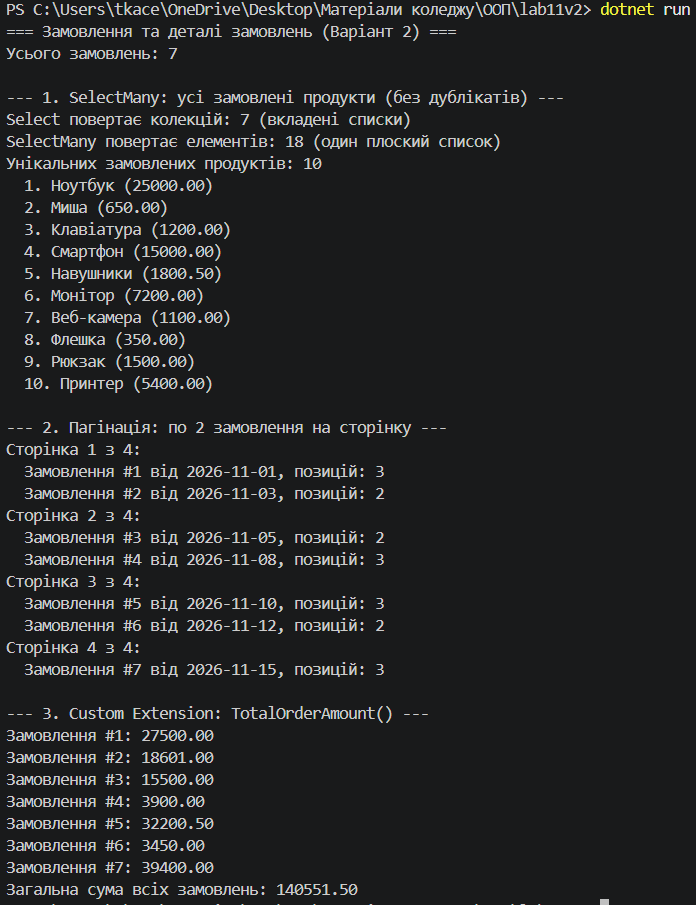 PS C:\Users\tkace\OneDrive\Desktop\Матеріали коледжу\ООП\lab11v2> dotnet run
=== Замовлення та деталі замовлень (Варіант 2) ===
Усього замовлень: 7
--- 1. SelectMany: усі замовлені продукти (без дублікатів) ---
Select повертає колекцій: 7 (вкладені списки)
SelectMany повертає елементів: 18 (один плоский список)
Унікальних замовлених продуктів: 10
1. Ноутбук (25000.00)
2. Миша (650.00)
3. Клавіатура (1200.00)
4. Смартфон (15000.00)
5. Навушники (1800.50)
6. Монітор (7200.00)
7. Веб-камера (1100.00)
8. Флешка (350.00)
9. Рюкзак (1500.00)
10. Принтер (5400.00)
--- 2. Пагінація: по 2 замовлення на сторінку ---
Сторінка 1 з 4:
Замовлення #1 від 2026-11-01, позицій: 3
Замовлення #2 від 2026-11-03, позицій: 2
Сторінка 2 з 4:
Замовлення #3 від 2026-11-05, позицій: 2
Замовлення #4 від 2026-11-08, позицій: 3
Сторінка 3 з 4:
Замовлення #5 від 2026-11-10, позицій: 3
Замовлення #6 від 2026-11-12, позицій: 2
Сторінка 4 з 4:
Замовлення #7 від 2026-11-15, позицій: 3
--- 3. Custom Extension: TotalOrderAmount() ---
Замовлення #1: 27500.00
Замовлення #2: 18601.00
Замовлення #3: 15500.00
Замовлення #4: 3900.00
Замовлення #5: 32200.50
Замовлення #6: 3450.00
Замовлення #7: 39400.00
Загальна сума всіх замовлень: 140551.50